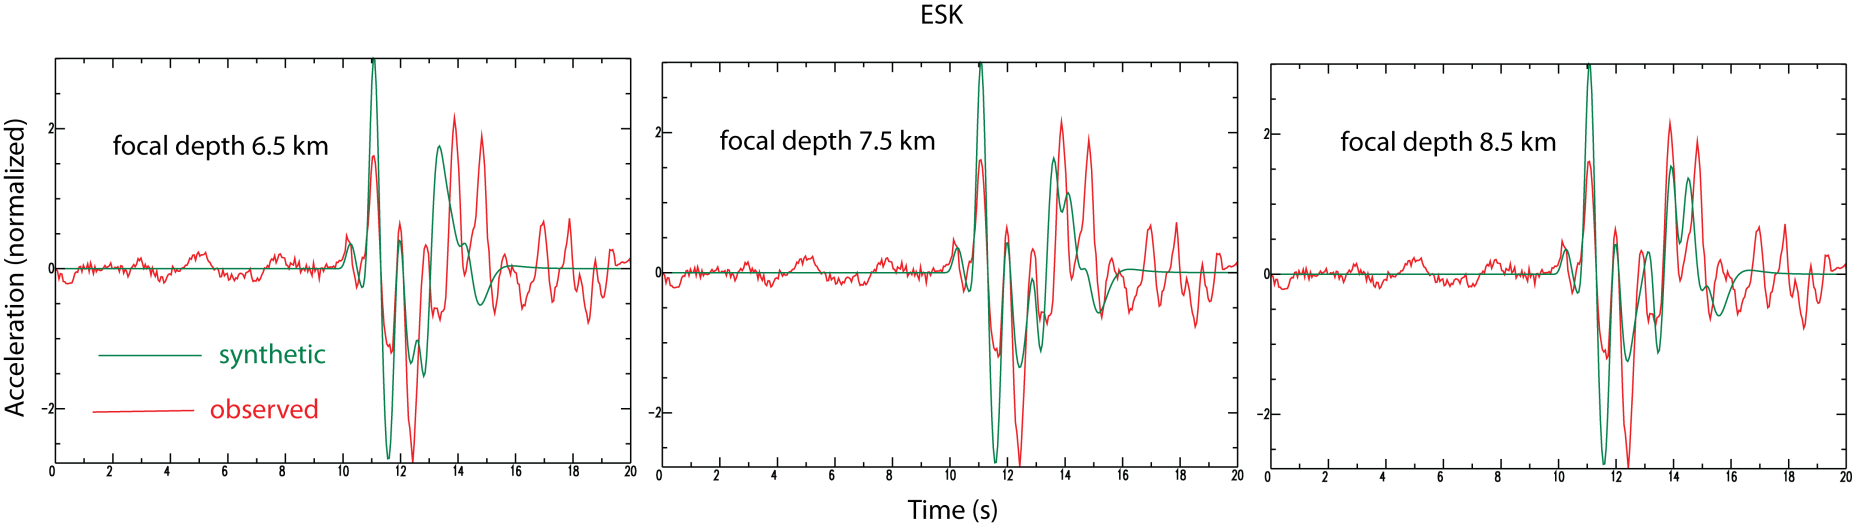 ESK
Acceleration (normalized)
focal depth 6.5 km
synthetic
observed
2
0
-2
0 2 4 6 8 10 12 14 16 18 20
focal depth 7.5 km
2
0
-2
0 2 4 6 8 10 12 14 16 18 20
focal depth 8.5 km
2
0
-2
0 2 4 6 8 10 12 14 16 18 20
Time (s)